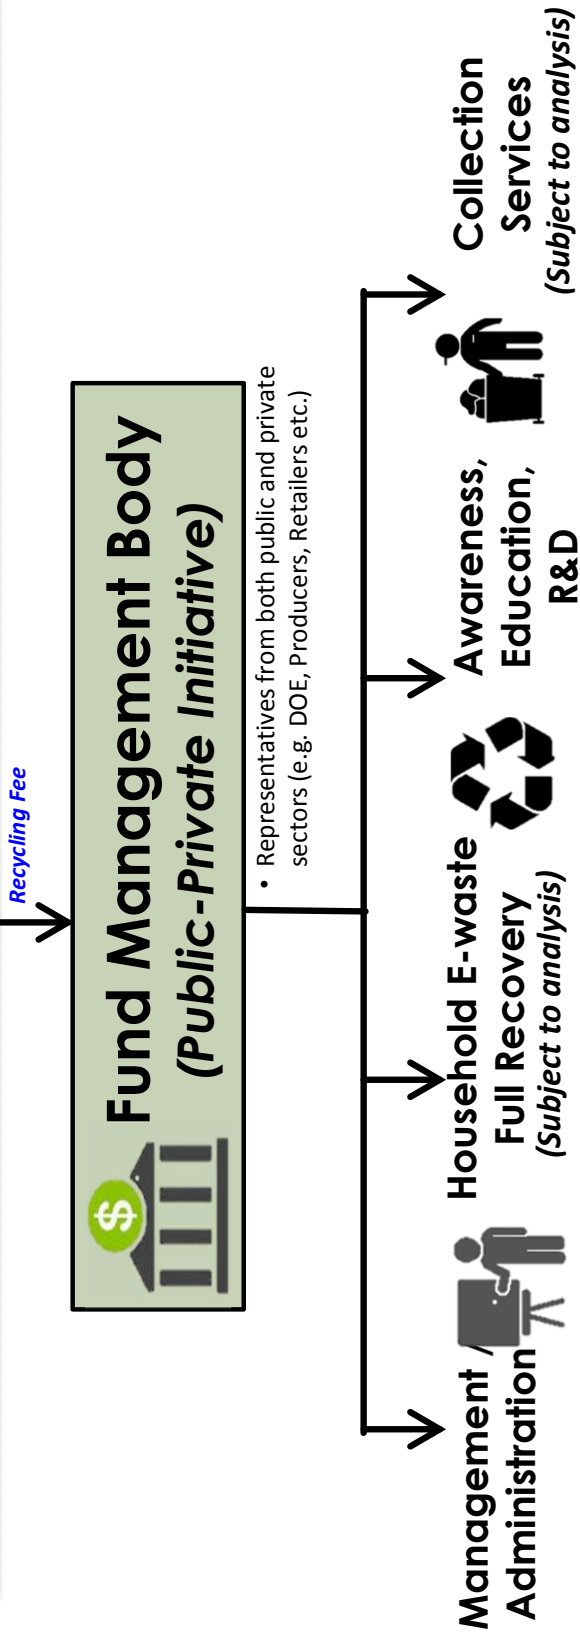 Recycling Fee
Fund Management Body
(Public-Private Initiative)
$
• Representatives from both public and private
sectors (e.g. DOE, Producers, Retailers etc.)
Management /
Administration
Household E-waste
Full Recovery
(Subject to analysis)
Awareness,
Education,
R&D
Collection
Services
(Subject to analysis)